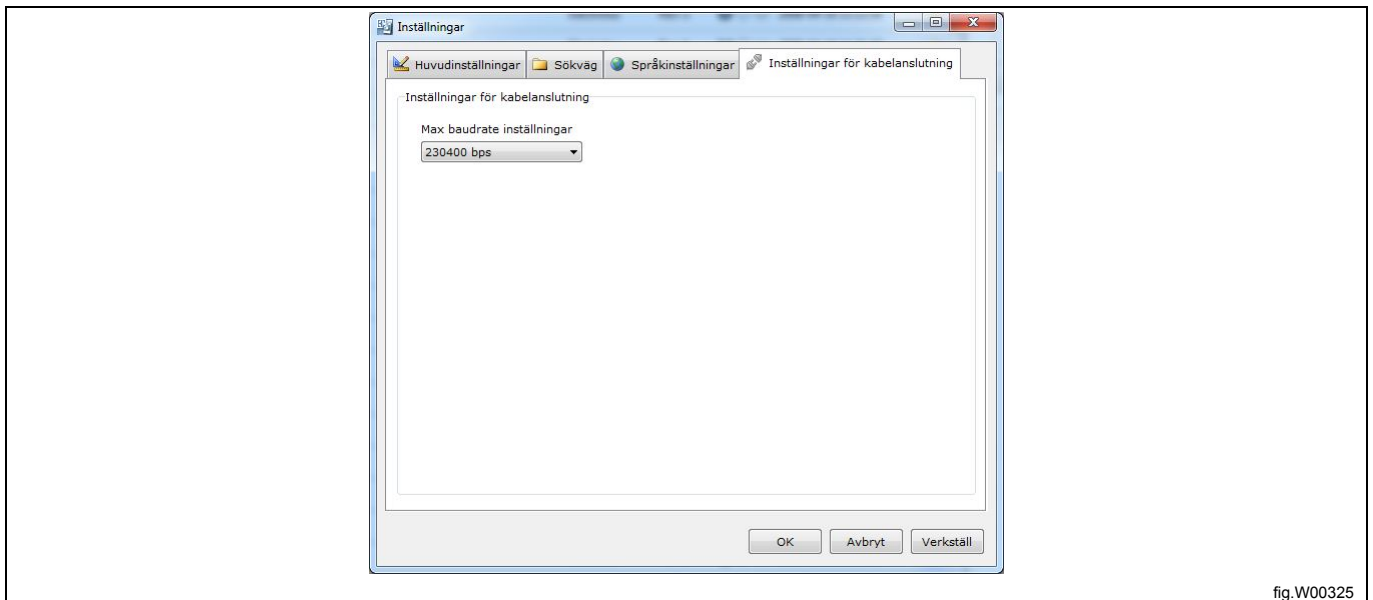 Inställningar
Huvudinställningar Sökväg Språkinställningar Inställningar för kabelanslutning
Inställningar för kabelanslutning
Max baudrate inställningar
230400 bps
OK Avbryt Verkställ
fig.W00325